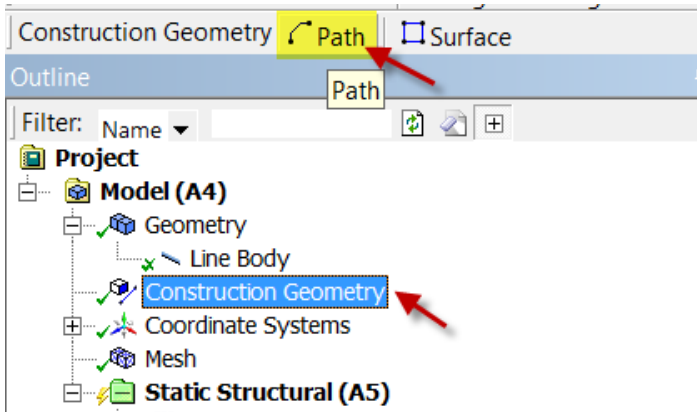 Construction Geometry Path Surface
Outline
Path
Filter: Name
Project
Model (A4)
Geometry
Line Body
Construction Geometry
Coordinate Systems
Mesh
Static Structural (A5)